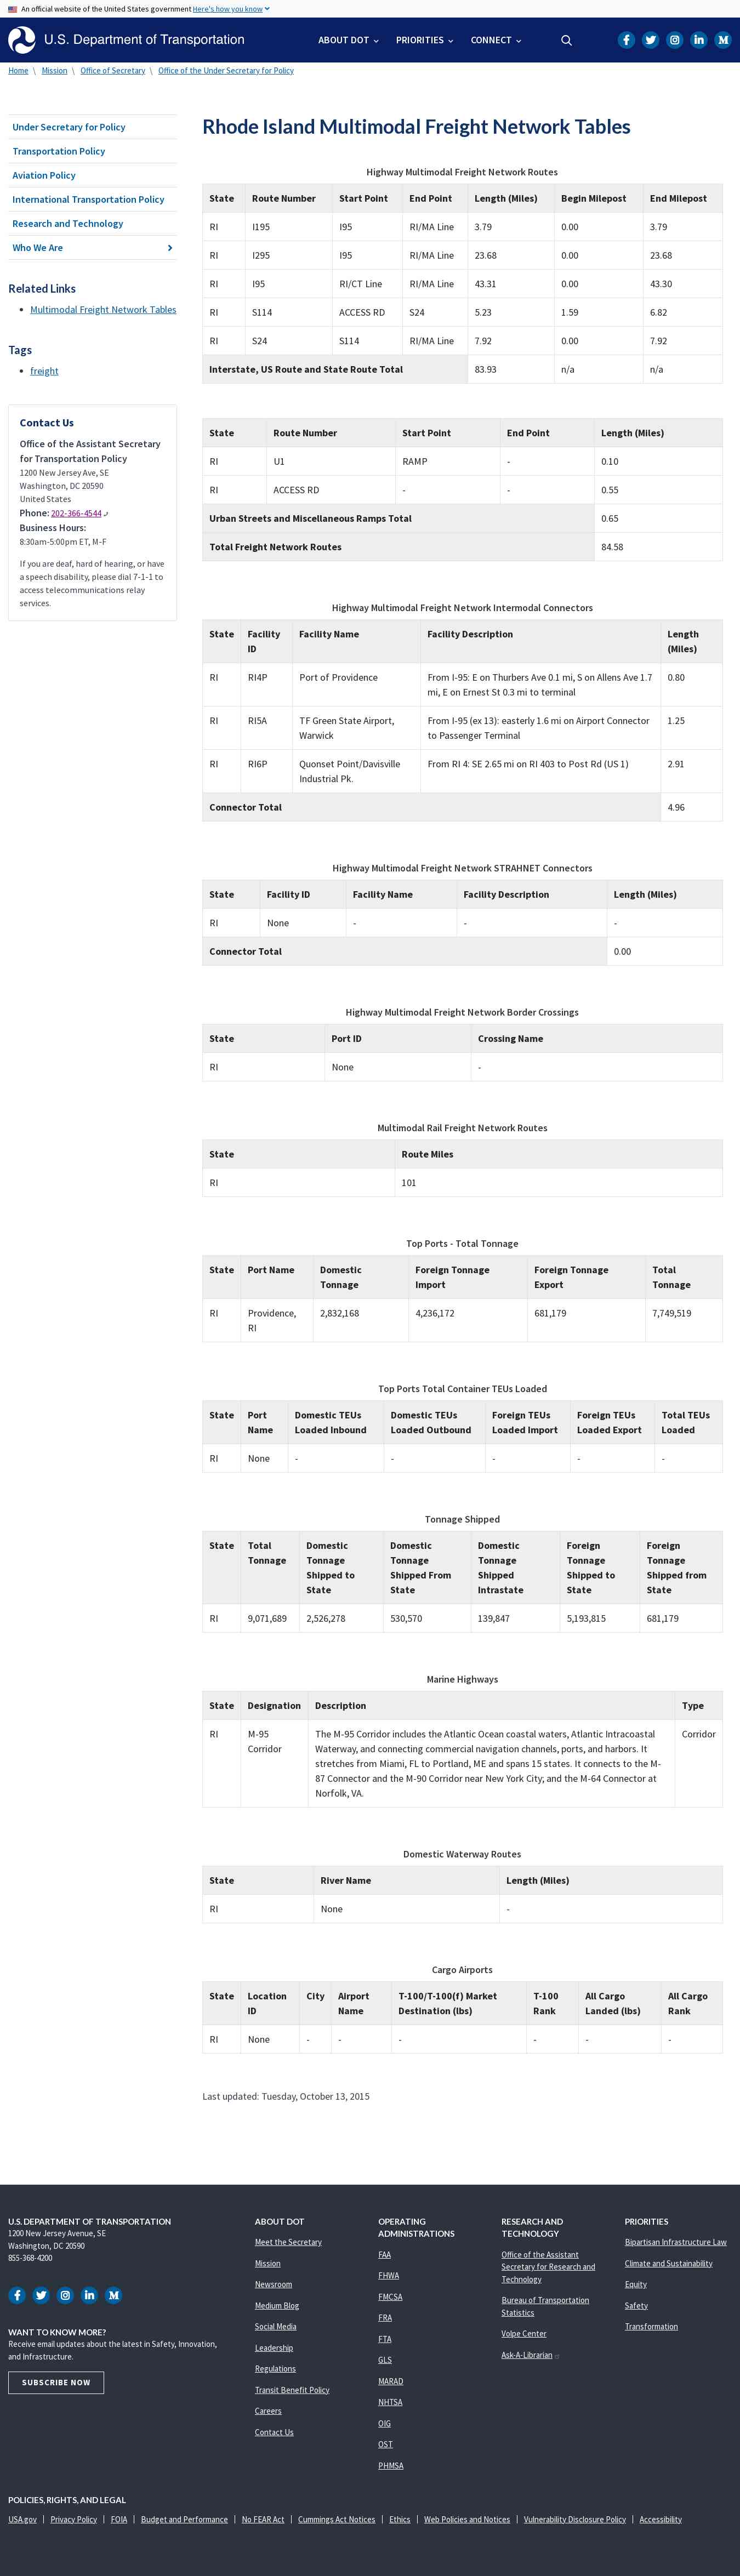 An official website of the United States government Here's how you know
U.S. Department of Transportation
ABOUT DOT PRIORITIES CONNECT
Home \ Mission \ Office of Secretary \ Office of the Under Secretary for Policy
Under Secretary for Policy
Transportation Policy
Aviation Policy
International Transportation Policy
Research and Technology
Who We Are
Related Links
Multimodal Freight Network Tables
Tags
freight
Contact Us
Office of the Assistant Secretary
for Transportation Policy
1200 New Jersey Ave, SE
Washington, DC 20590
United States
Phone: 202-366-4544
Business Hours:
8:30am-5:00pm ET, M-F
If you are deaf, hard of hearing, or have
a speech disability, please dial 7-1-1 to
access telecommunications relay
services.
Rhode Island Multimodal Freight Network Tables
Highway Multimodal Freight Network Routes
State Route Number Start Point End Point Length (Miles) Begin Milepost End Milepost
RI I195 I95 RI/MA Line 3.79 0.00 3.79
RI I295 I95 RI/MA Line 23.68 0.00 23.68
RI I95 RI/CT Line RI/MA Line 43.31 0.00 43.30
RI S114 ACCESS RD S24 5.23 1.59 6.82
RI S24 S114 RI/MA Line 7.92 0.00 7.92
Interstate, US Route and State Route Total 83.93 n/a n/a
State Route Number Start Point End Point Length (Miles)
RI U1 RAMP - 0.10
RI ACCESS RD - - 0.55
Urban Streets and Miscellaneous Ramps Total 0.65
Total Freight Network Routes 84.58
Highway Multimodal Freight Network Intermodal Connectors
State Facility ID Facility Name Facility Description Length (Miles)
RI RI4P Port of Providence From I-95: E on Thurbers Ave 0.1 mi, S on Allens Ave 1.7 mi, E on Ernest St 0.3 mi to terminal 0.80
RI RI5A TF Green State Airport, Warwick From I-95 (ex 13): easterly 1.6 mi on Airport Connector to Passenger Terminal 1.25
RI RI6P Quonset Point/Davisville Industrial Pk. From RI 4: SE 2.65 mi on RI 403 to Post Rd (US 1) 2.91
Connector Total 4.96
Highway Multimodal Freight Network STRAHNET Connectors
State Facility ID Facility Name Facility Description Length (Miles)
RI None - - -
Connector Total 0.00
Highway Multimodal Freight Network Border Crossings
State Port ID Crossing Name
RI None -
Multimodal Rail Freight Network Routes
State Route Miles
RI 101
Top Ports - Total Tonnage
State Port Name Domestic Tonnage Foreign Tonnage Import Foreign Tonnage Export Total Tonnage
RI Providence, RI 2,832,168 4,236,172 681,179 7,749,519
Top Ports Total Container TEUs Loaded
State Port Name Domestic TEUs Loaded Inbound Domestic TEUs Loaded Outbound Foreign TEUs Loaded Import Foreign TEUs Loaded Export Total TEUs Loaded
RI None - - - - -
Tonnage Shipped
State Total Tonnage Domestic Tonnage Shipped to State Domestic Tonnage Shipped From State Domestic Tonnage Shipped Intrastate Foreign Tonnage Shipped to State Foreign Tonnage Shipped from State
RI 9,071,689 2,526,278 530,570 139,847 5,193,815 681,179
Marine Highways
State Designation Description Type
RI M-95 Corridor The M-95 Corridor includes the Atlantic Ocean coastal waters, Atlantic Intracoastal Waterway, and connecting commercial navigation channels, ports, and harbors. It stretches from Miami, FL to Portland, ME and spans 15 states. It connects to the M-87 Connector and the M-90 Corridor near New York City; and the M-64 Connector at Norfolk, VA. Corridor
Domestic Waterway Routes
State River Name Length (Miles)
RI None -
Cargo Airports
State Location ID City Airport Name T-100/T-100(f) Market Destination (lbs) T-100 Rank All Cargo Landed (lbs) All Cargo Rank
RI None - - - - - -
Last updated: Tuesday, October 13, 2015
U.S. DEPARTMENT OF TRANSPORTATION
1200 New Jersey Avenue, SE
Washington, DC 20590
855-368-4200
WANT TO KNOW MORE?
Receive email updates about the latest in Safety, Innovation,
and Infrastructure.
SUBSCRIBE NOW
ABOUT DOT
Meet the Secretary
Mission
Newsroom
Medium Blog
Social Media
Leadership
Regulations
Transit Benefit Policy
Careers
Contact Us
OPERATING
ADMINISTRATIONS
FAA
FHWA
FMCSA
FRA
FTA
GLS
MARAD
NHTSA
OIG
OST
PHMSA
RESEARCH AND
TECHNOLOGY
Office of the Assistant
Secretary for Research and
Technology
Bureau of Transportation
Statistics
Volpe Center
Ask-A-Librarian
PRIORITIES
Bipartisan Infrastructure Law
Climate and Sustainability
Equity
Safety
Transformation
POLICIES, RIGHTS, AND LEGAL
USA.gov | Privacy Policy | FOIA | Budget and Performance | No FEAR Act | Cummings Act Notices | Ethics | Web Policies and Notices | Vulnerability Disclosure Policy | Accessibility